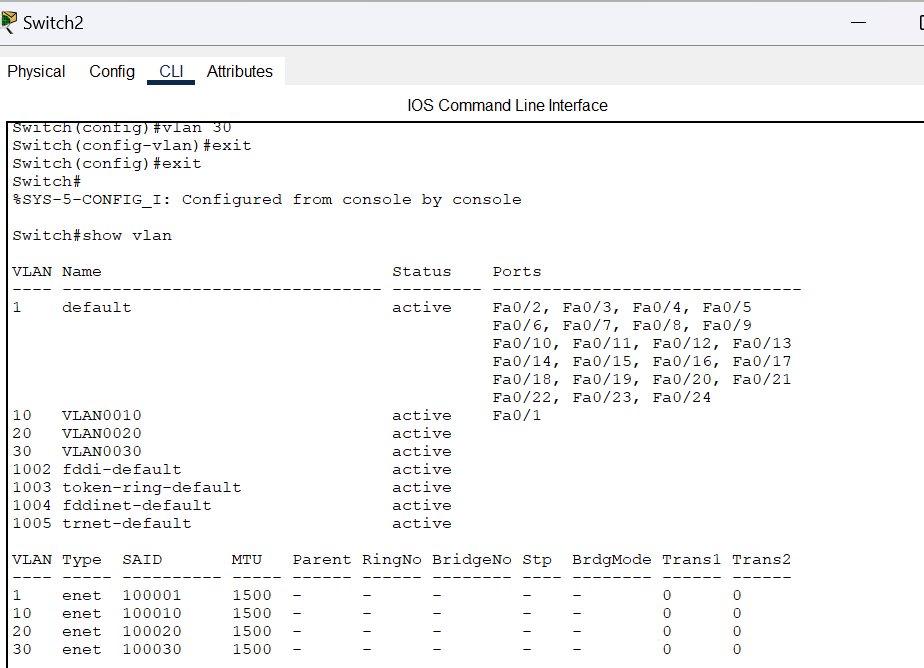 Switch2
Physical Config CLI Attributes
IOS Command Line Interface
Switch(config)#vlan 30
Switch(config-vlan)#exit
Switch(config)#exit
Switch#
%SYS-5-CONFIG_I: Configured from console by console
Switch#show vlan
VLAN Name                             Status    Ports
---- -------------------------------- --------- -------------------------------
1    default                          active    Fa0/2, Fa0/3, Fa0/4, Fa0/5
                                                Fa0/6, Fa0/7, Fa0/8, Fa0/9
                                                Fa0/10, Fa0/11, Fa0/12, Fa0/13
                                                Fa0/14, Fa0/15, Fa0/16, Fa0/17
                                                Fa0/18, Fa0/19, Fa0/20, Fa0/21
                                                Fa0/22, Fa0/23, Fa0/24
10   VLAN0010                         active    Fa0/1
20   VLAN0020                         active
30   VLAN0030                         active
1002 fddi-default                     active
1003 token-ring-default               active
1004 fddinet-default                  active
1005 trnet-default                    active
VLAN Type  SAID       MTU   Parent RingNo BridgeNo Stp  BrdgMode Trans1 Trans2
---- ----- ---------- ----- ------ ------ -------- ---- -------- ------ ------
1    enet  100001     1500  -      -      -        -    -        0      0
10   enet  100010     1500  -      -      -        -    -        0      0
20   enet  100020     1500  -      -      -        -    -        0      0
30   enet  100030     1500  -      -      -        -    -        0      0